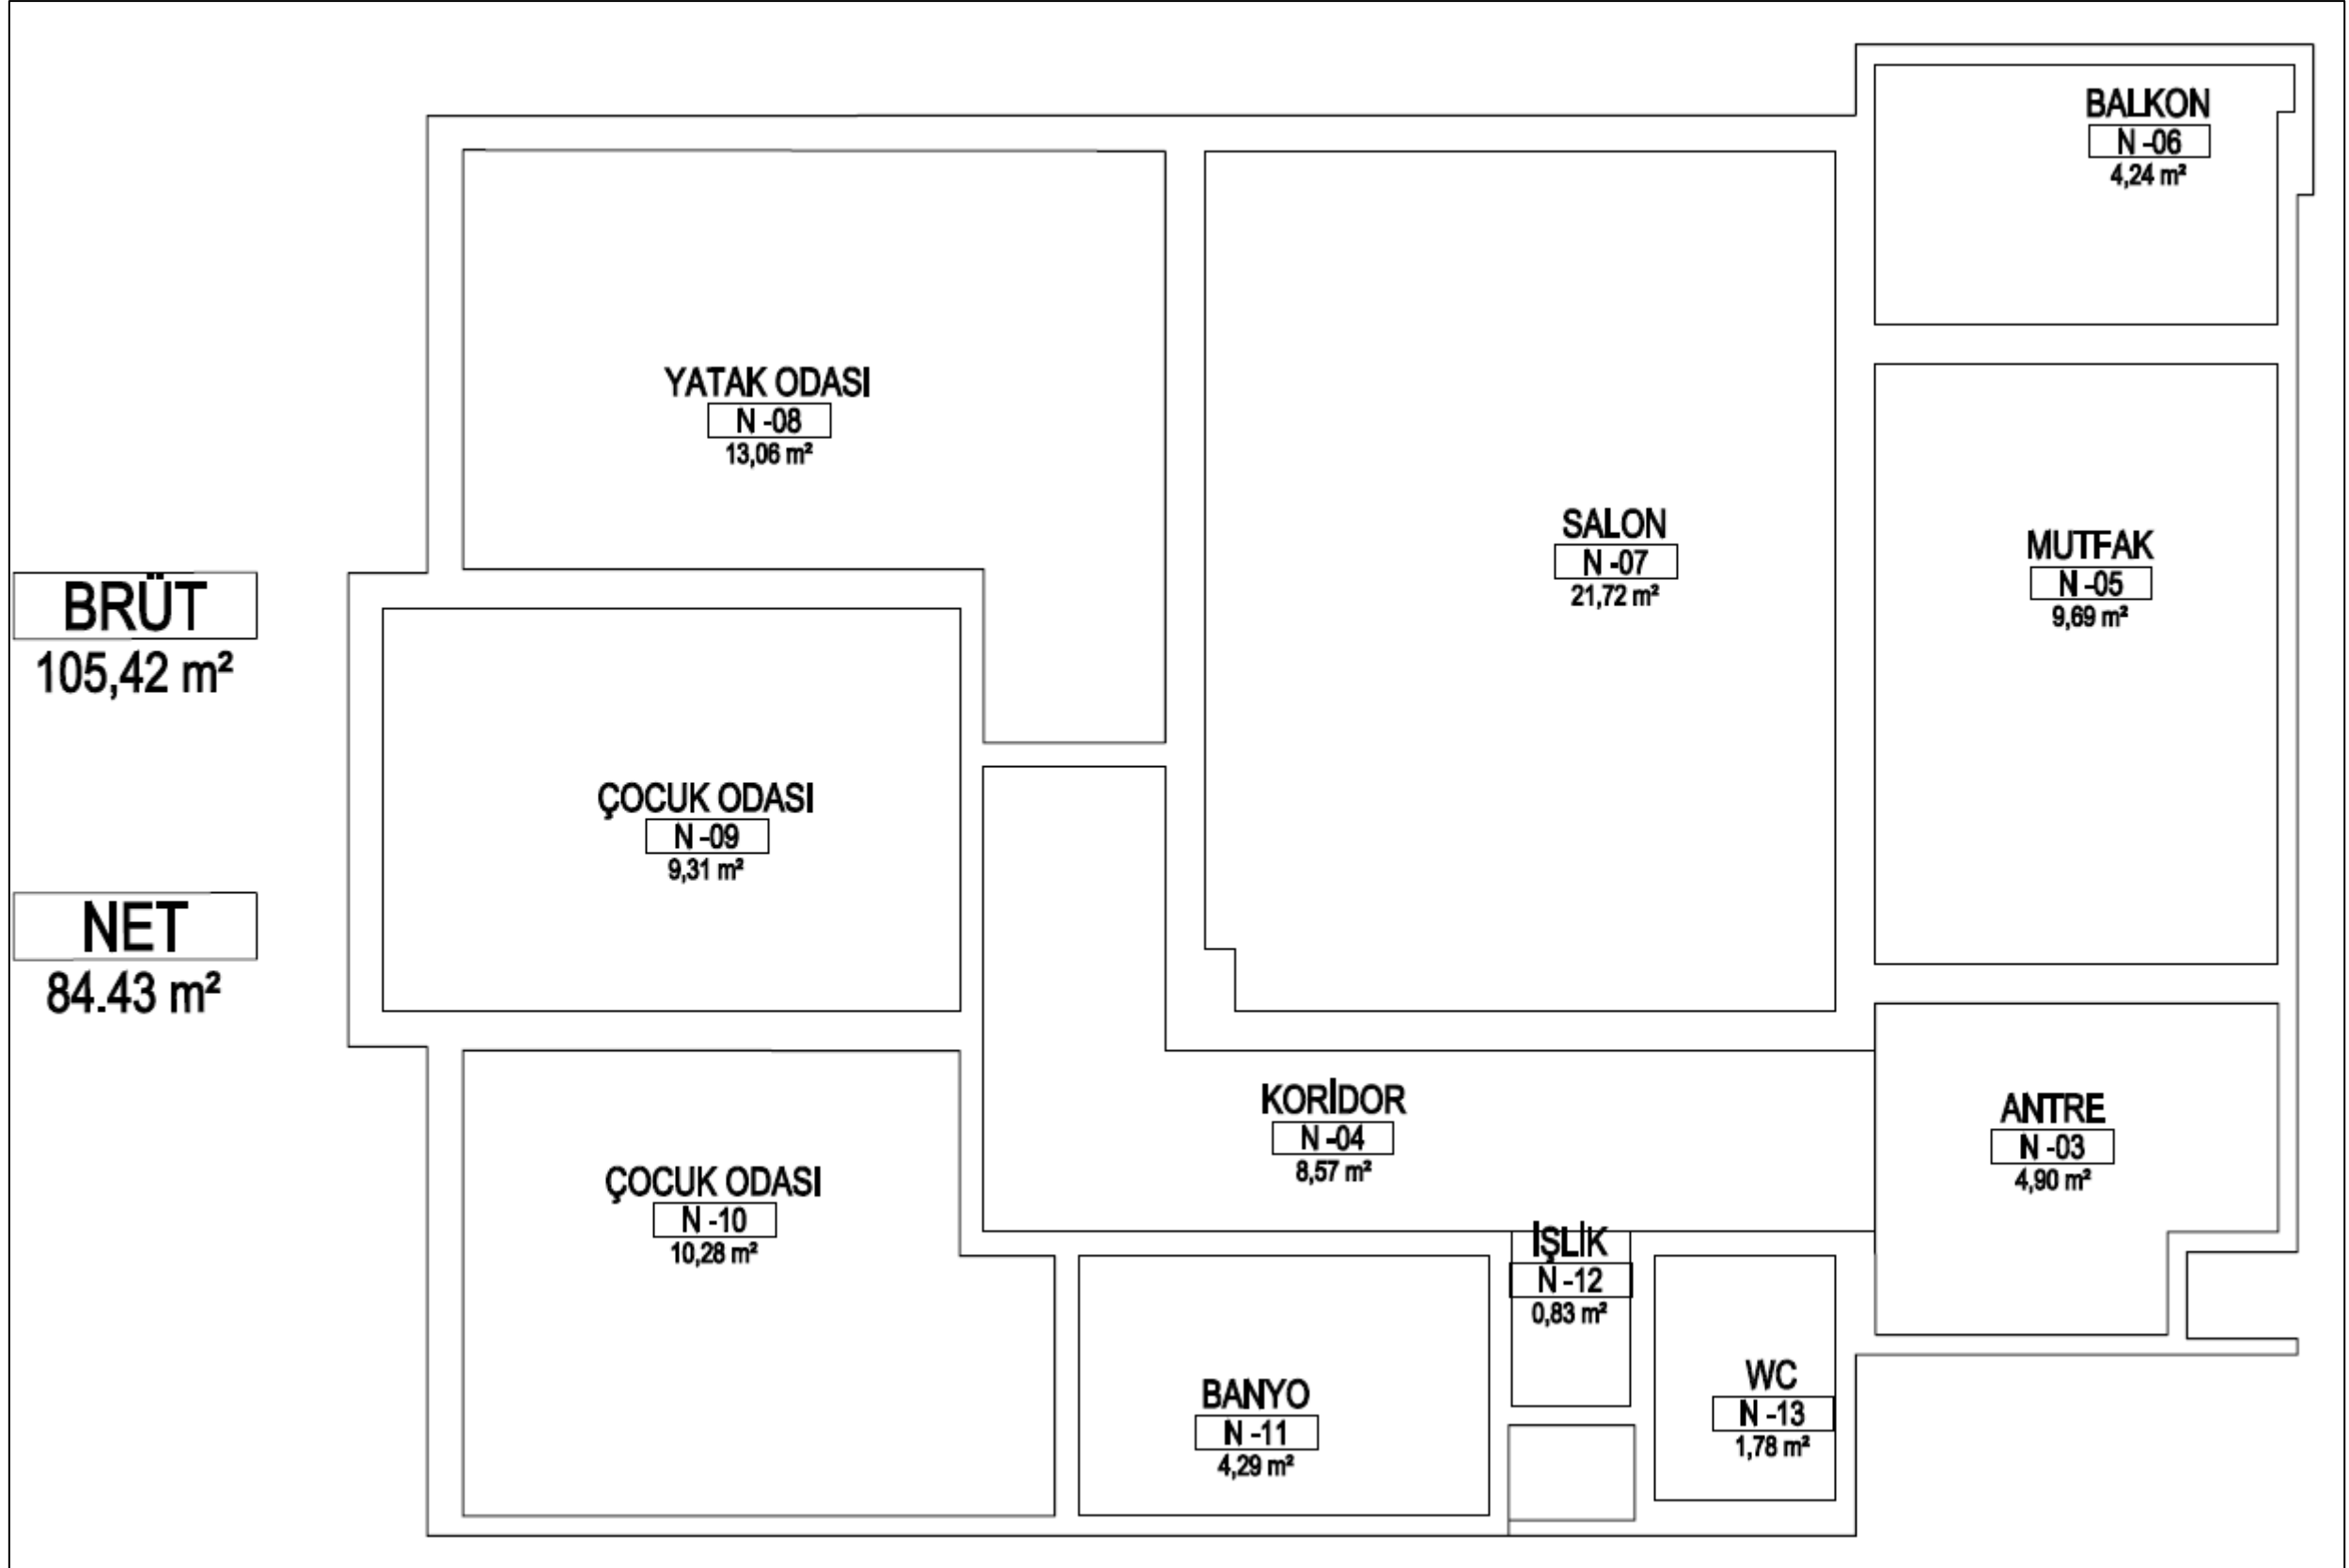 BALKON
N -06
4,24 m²
YATAK ODASI
N -08
13,06 m²
SALON
N -07
21,72 m²
MUTFAK
N -05
9,69 m²
BRÜT
105,42 m²
ÇOCUK ODASI
N -09
9,31 m²
NET
84.43 m²
KORİDOR
N -04
8,57 m²
ANTRE
N -03
4,90 m²
ÇOCUK ODASI
N -10
10,28 m²
İŞLİK
N -12
0,83 m²
BANYO
N -11
4,29 m²
WC
N -13
1,78 m²